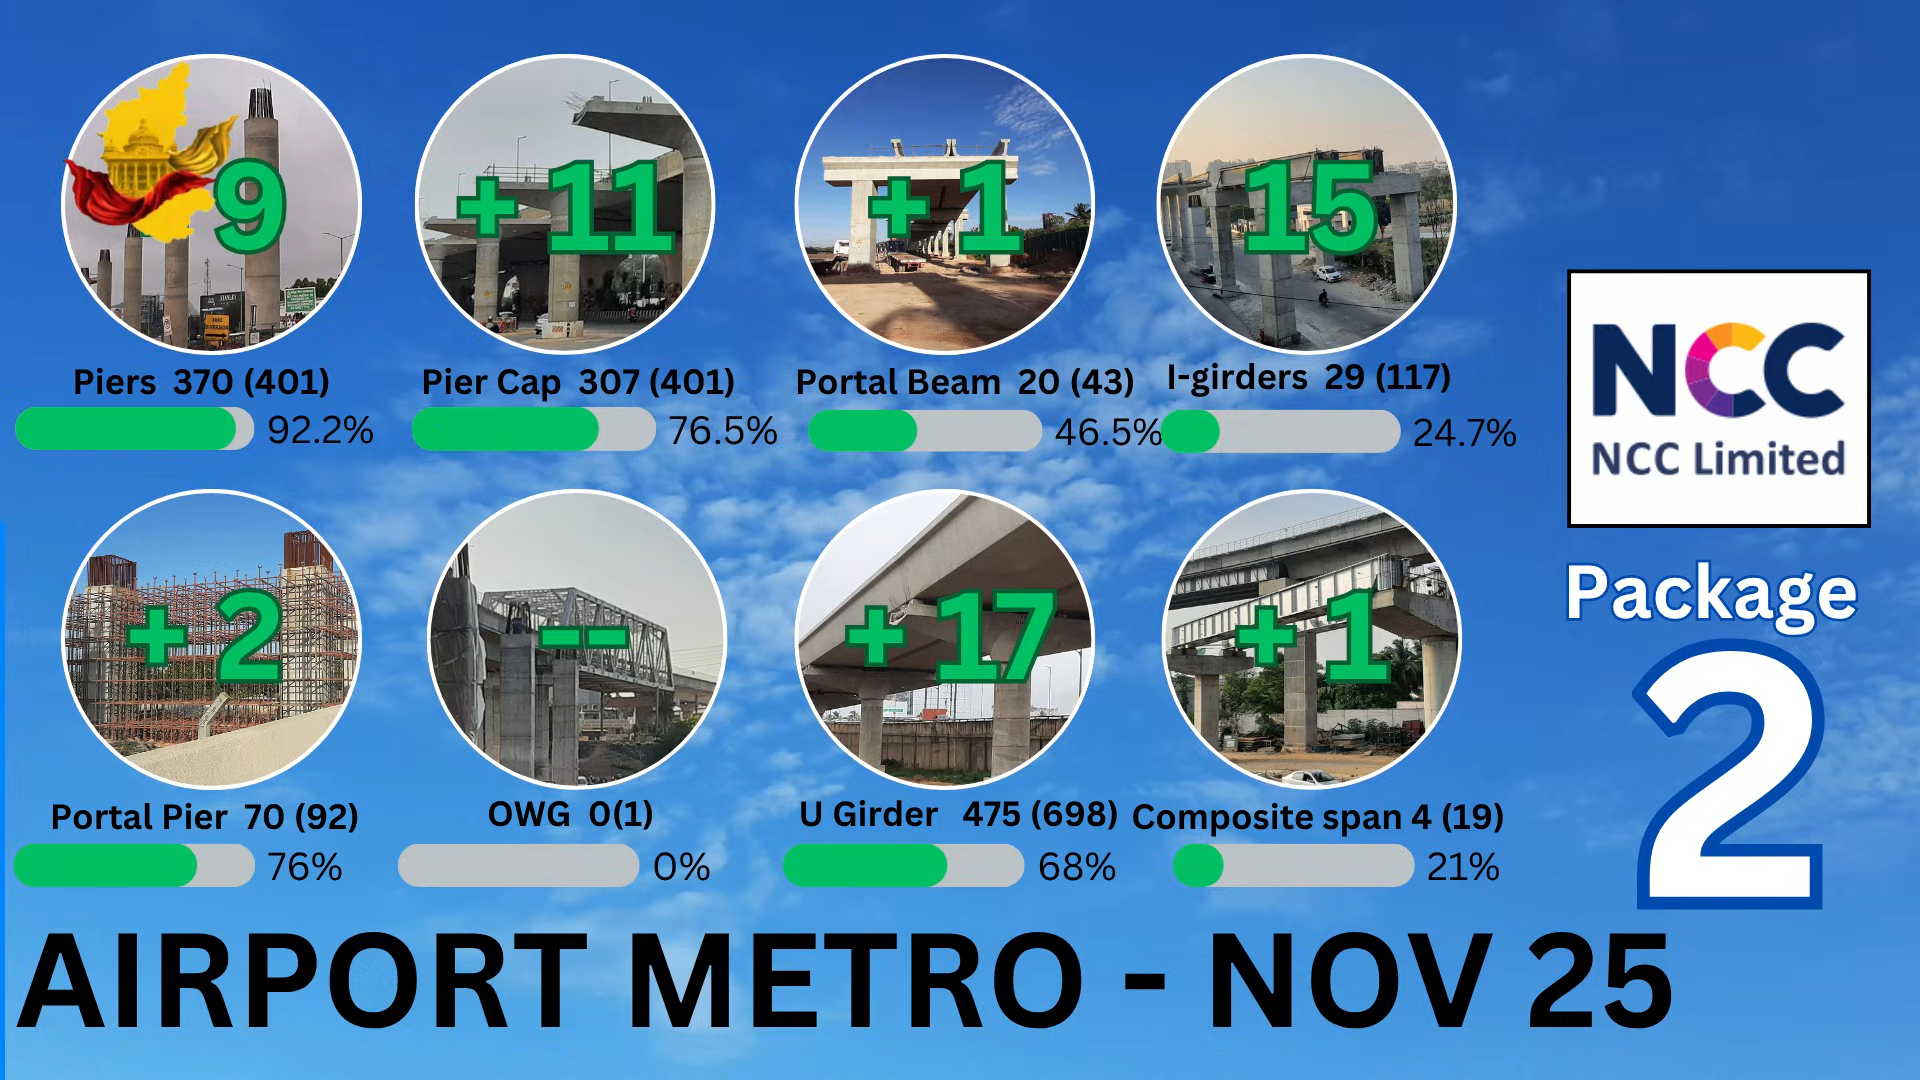 9
+ 11
+ 1
15
Piers 370 (401)
92.2%
Pier Cap 307 (401)
76.5%
Portal Beam 20 (43)
46.5%
I-girders 29 (117)
24.7%
NCC
NCC Limited
+ 2
--
+ 17
+ 1
Portal Pier 70 (92)
76%
OWG 0(1)
0%
U Girder 475 (698)
68%
Composite span 4 (19)
21%
Package
2
AIRPORT METRO - NOV 25